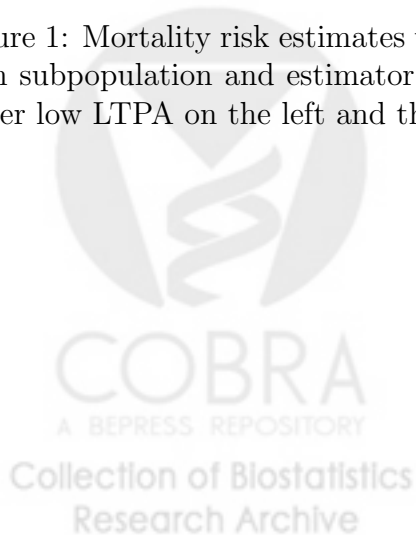 ure 1: Mortality risk estimates
subpopulation and estimator
er low LTPA on the left and th
COBRA
A BEPRESS REPOSITORY
Collection of Biostatistics
Research Archive